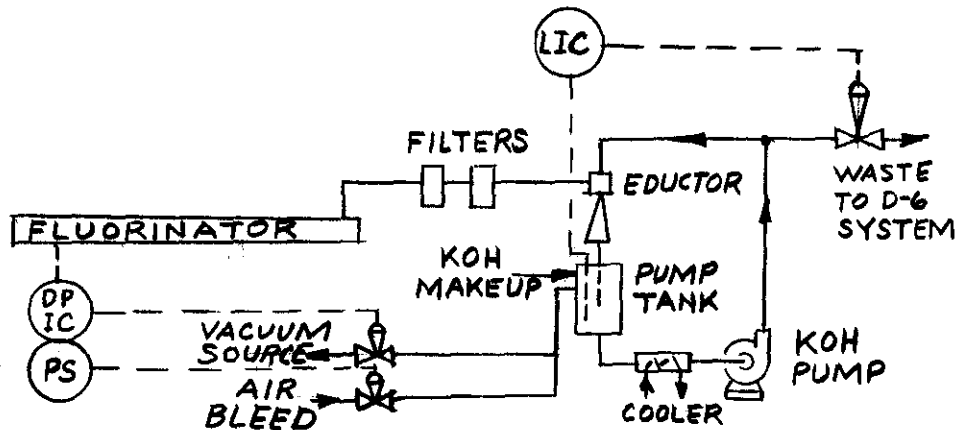 LIC
FILTERS
EDUCTOR
WASTE
TO D-6
SYSTEM
FLUORINATOR
KOH
MAKEUP
PUMP
TANK
DP
IC
VACUUM
SOURCE
PS
AIR
BLEED
COOLER
KOH
PUMP